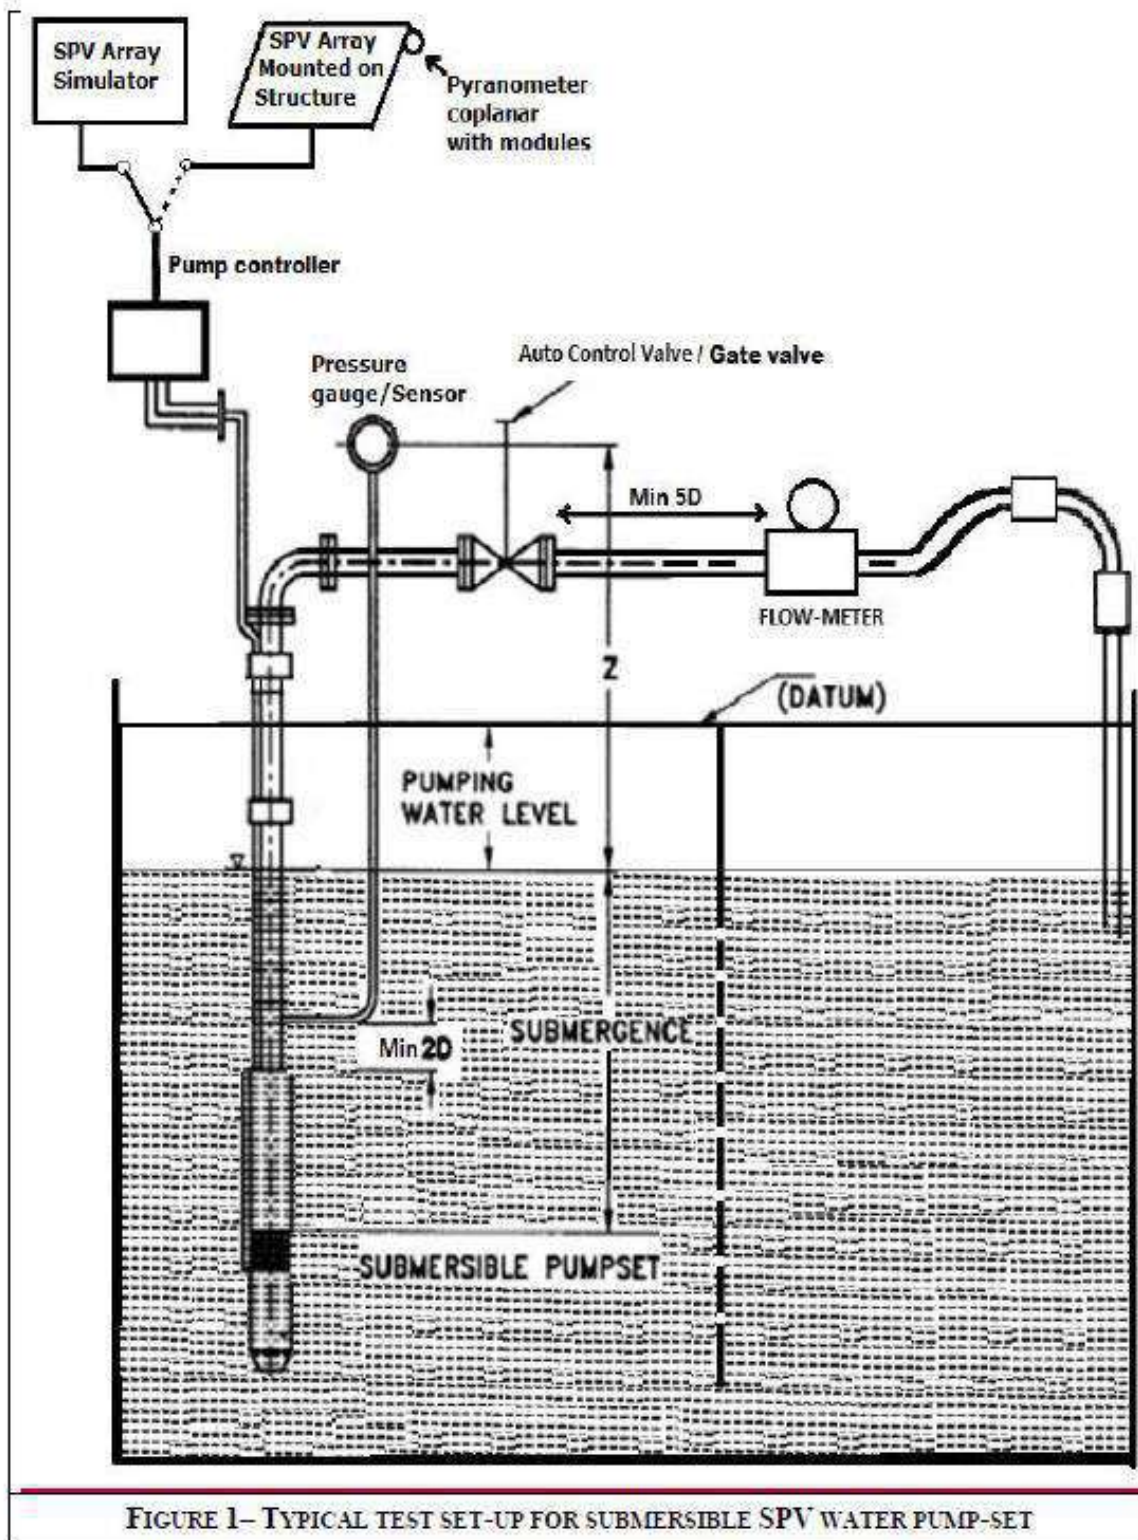 SPV Array
Simulator
SPV Array
Mounted on
Structure
Pyranometer
coplanar
with modules
Pump controller
Auto Control Valve / Gate valve
Pressure
gauge/Sensor
Min 5D
FLOW-METER
Z
(DATUM)
PUMPING
WATER LEVEL
SUBMERGENCE
Min 2D
SUBMERSIBLE PUMPSET
FIGURE 1– TYPICAL TEST SET-UP FOR SUBMERSIBLE SPV WATER PUMP-SET